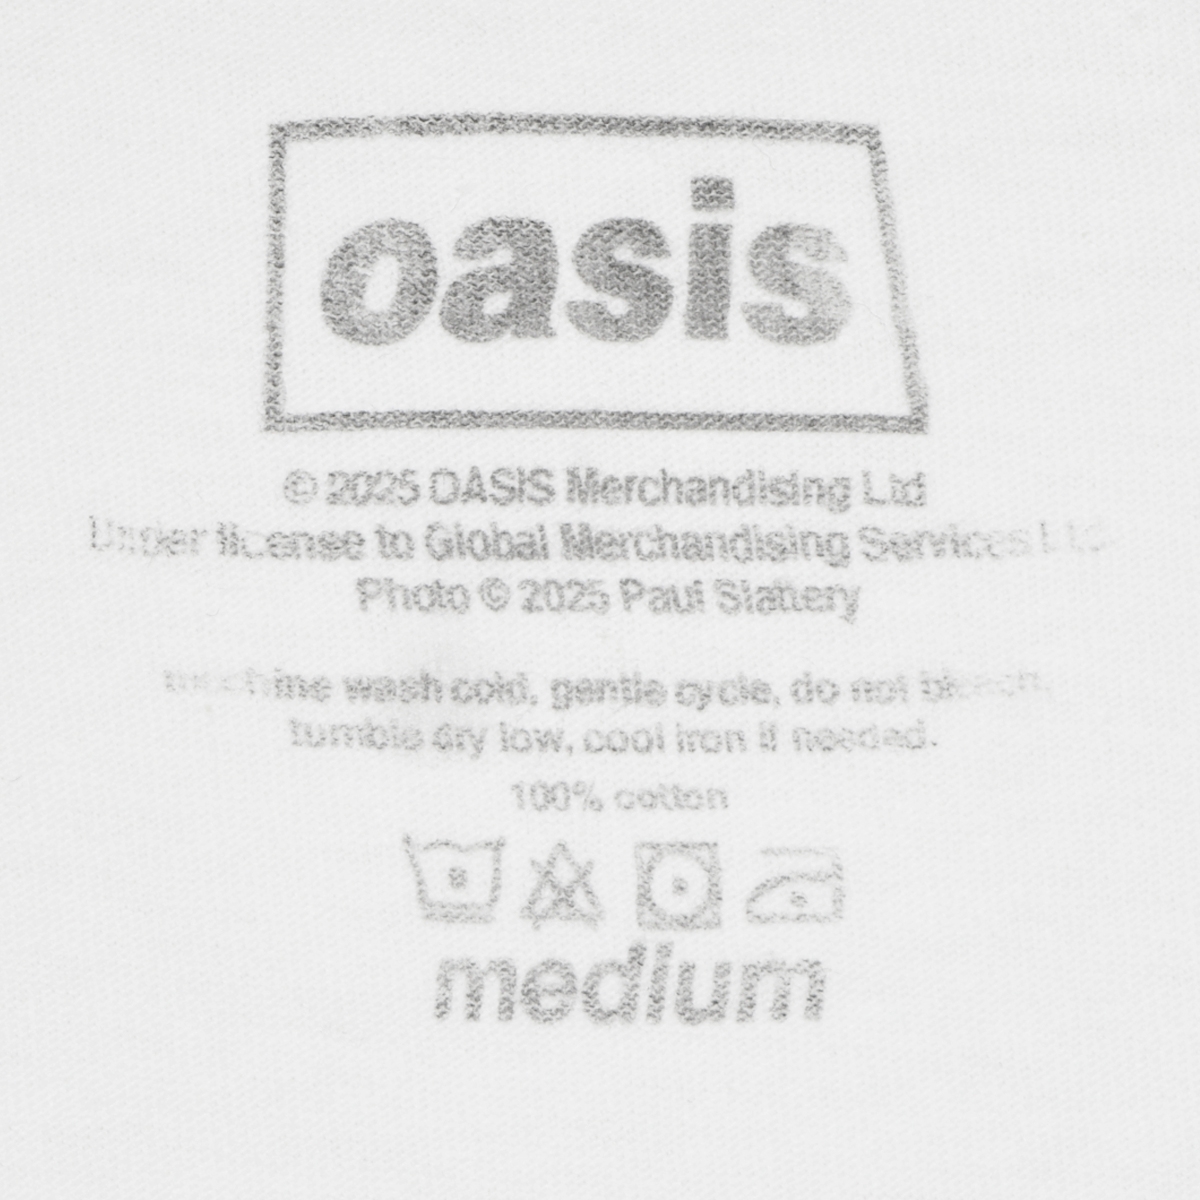 oasis
© 2025 OASIS Merchandising Ltd
Under license to Global Merchandising Services Ltd
Photo © 2025 Paul Slattery
machine wash cold, gentle cycle, do not bleach,
tumble dry low, cool iron if needed.
100% cotton
medium